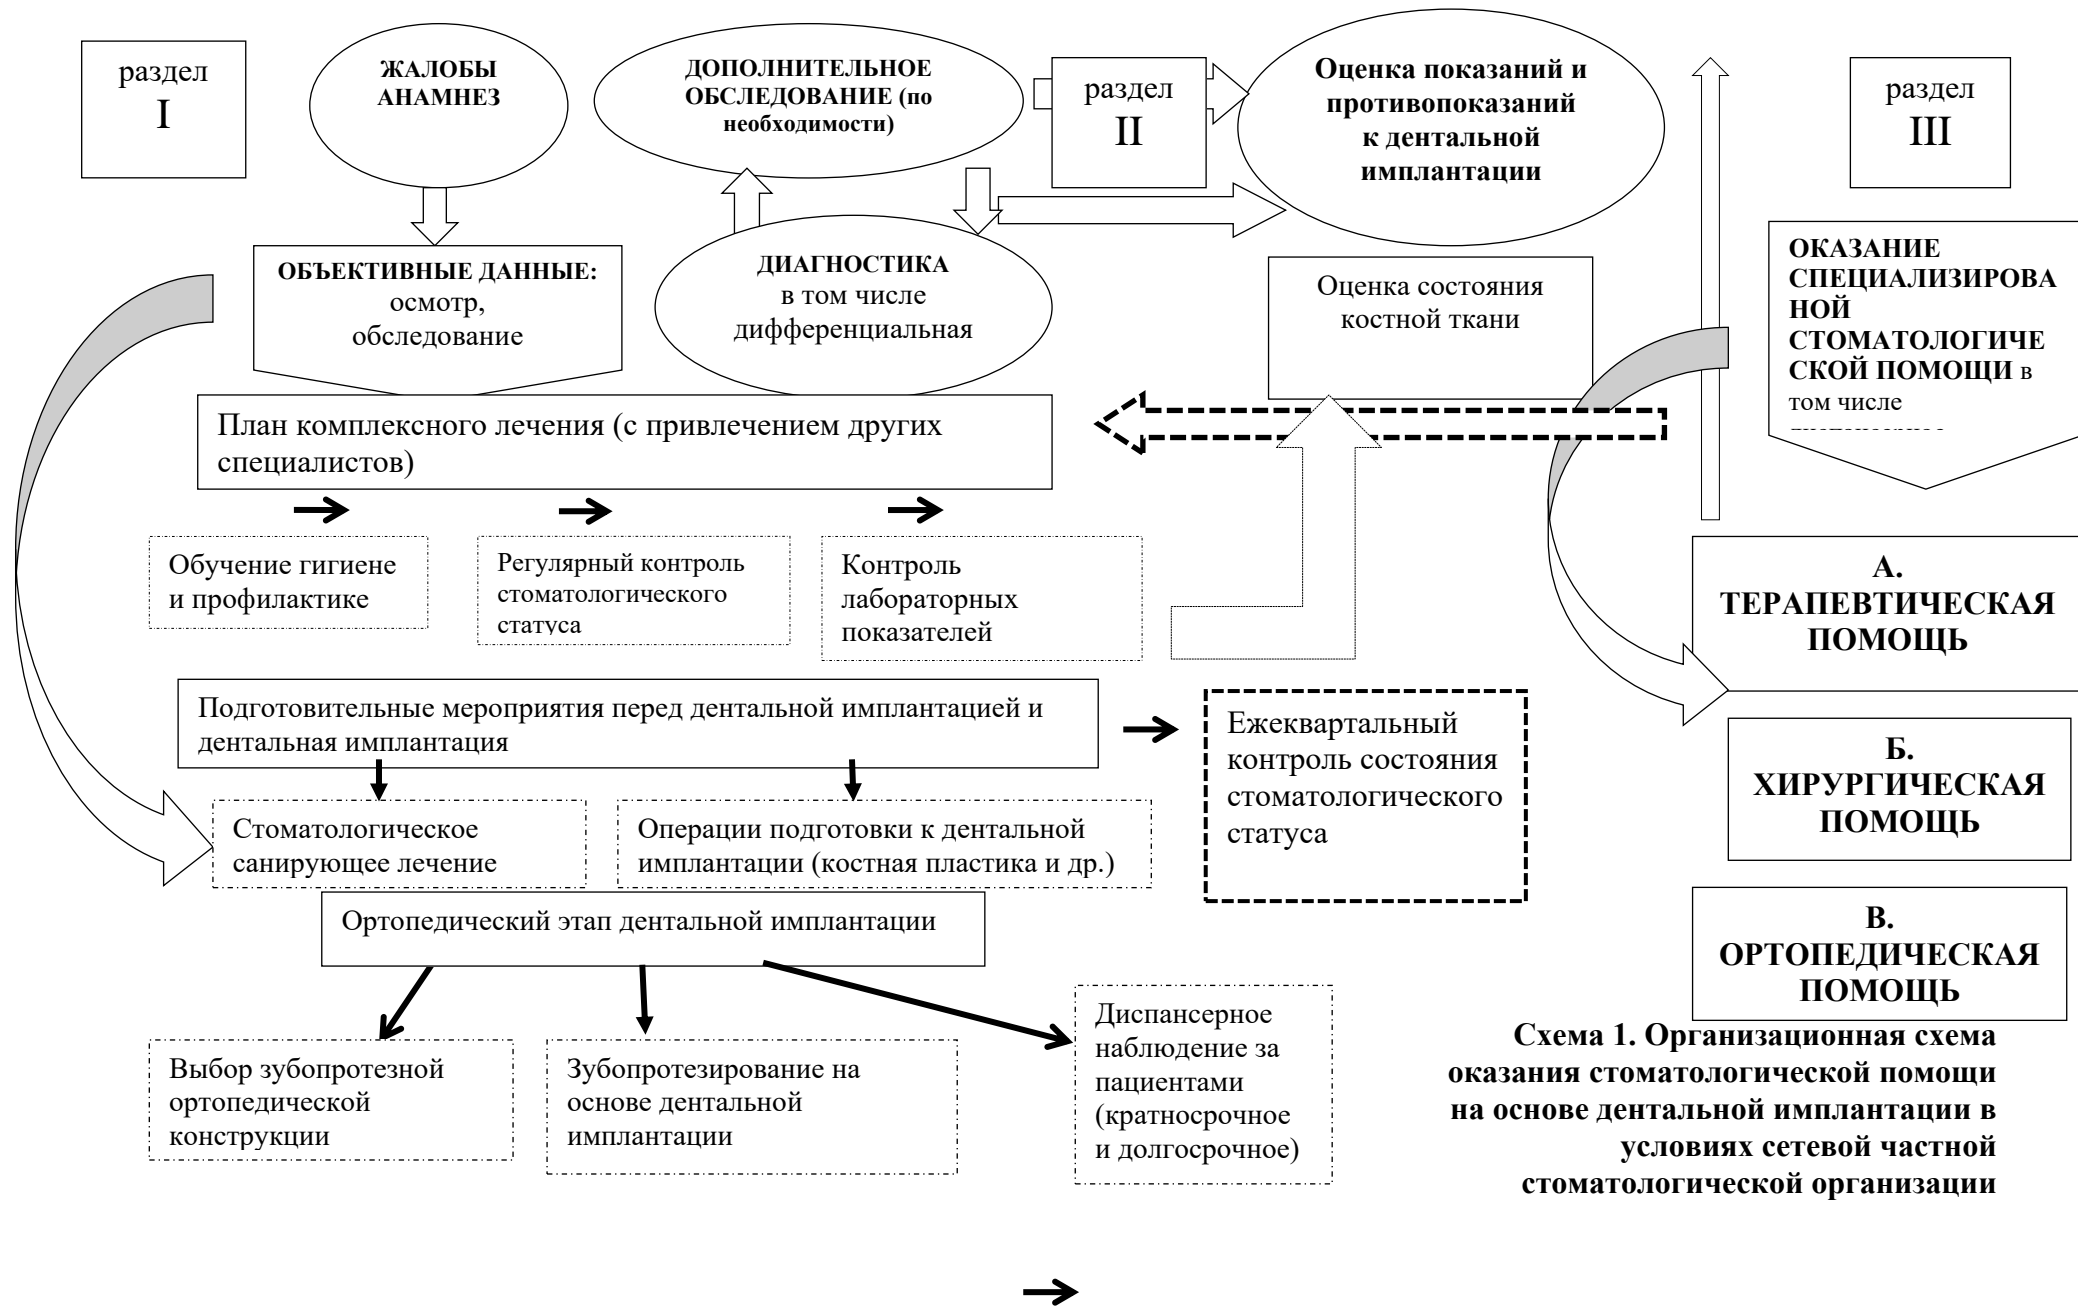 раздел
I
ЖАЛОБЫ
АНАМНЕЗ
ДОПОЛНИТЕЛЬНОЕ
ОБСЛЕДОВАНИЕ (по
необходимости)
раздел
II
Оценка показаний и
противопоказаний
к дентальной
имплантации
раздел
III
ОБЪЕКТИВНЫЕ ДАННЫЕ:
осмотр,
обследование
ДИАГНОСТИКА
в том числе
дифференциальная
Оценка состояния
костной ткани
ОКАЗАНИЕ
СПЕЦИАЛИЗИРОВА
НОЙ
СТОМАТОЛОГИЧЕ
СКОЙ ПОМОЩИ в
том числе
План комплексного лечения (с привлечением других
специалистов)
Обучение гигиене
и профилактике
Регулярный контроль
стоматологического
статуса
Контроль
лабораторных
показателей
А.
ТЕРАПЕВТИЧЕСКАЯ
ПОМОЩЬ
Подготовительные мероприятия перед дентальной имплантацией и
дентальная имплантация
Ежеквартальный
контроль состояния
стоматологического
статуса
Б.
ХИРУРГИЧЕСКАЯ
ПОМОЩЬ
Стоматологическое
санирующее лечение
Операции подготовки к дентальной
имплантации (костная пластика и др.)
Ортопедический этап дентальной имплантации
В.
ОРТОПЕДИЧЕСКАЯ
ПОМОЩЬ
Выбор зубопротезной
ортопедической
конструкции
Зубопротезирование на
основе дентальной
имплантации
Диспансерное
наблюдение за
пациентами
(кратносрочное
и долгосрочное)
Схема 1. Организационная схема
оказания стоматологической помощи
на основе дентальной имплантации в
условиях сетевой частной
стоматологической организации